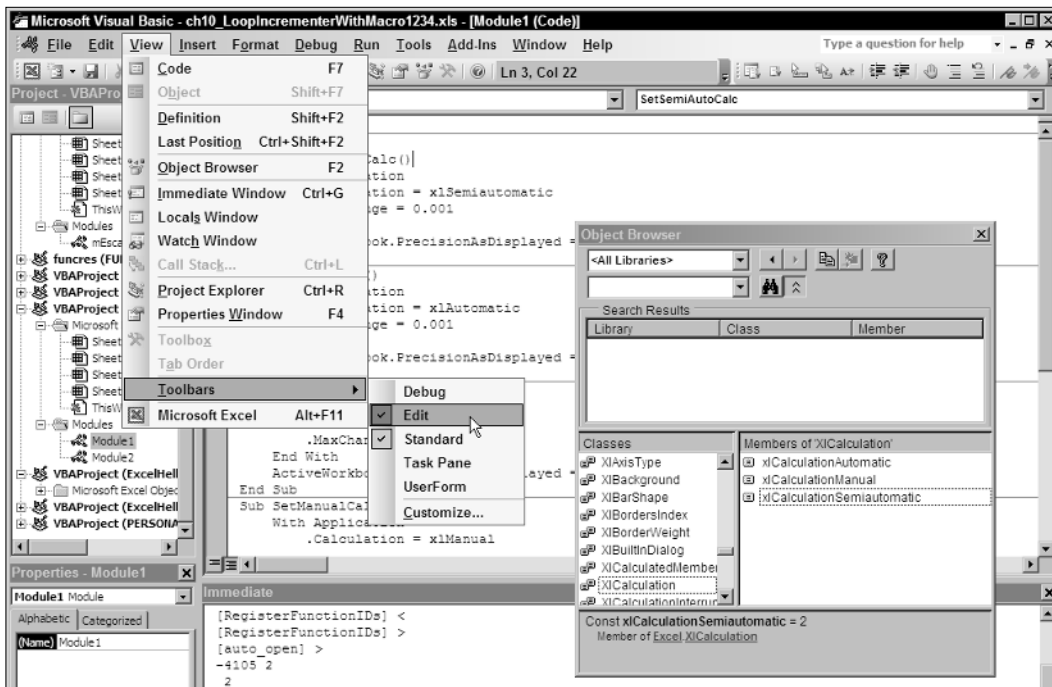 Microsoft Visual Basic - ch10_LoopIncrementerWithMacro1234.xls - [Module1 (Code)]
File Edit View Insert Format Debug Run Tools Add-Ins Window Help
Type a question for help
Ln 3, Col 22
Project - VBAPro
SetSemiAutoCalc
Code F7
Object Shift+F7
Definition Shift+F2
Last Position Ctrl+Shift+F2
Object Browser F2
Immediate Window Ctrl+G
Locals Window
Watch Window
Call Stack... Ctrl+L
Project Explorer Ctrl+R
Properties Window F4
Toolbox
Tab Order
Toolbars
Microsoft Excel Alt+F11
Debug
Edit
Standard
Task Pane
UserForm
Customize...
Sheet
Sheet
Sheet
Sheet
ThisW
Modules
mEsca
funcres (FU
VBAProject
VBAProject
VBAProject
Microsoft
Sheet
Sheet
Sheet
Sheet
ThisW
Modules
Module1
Module2
VBAProject (ExcelHell
Microsoft Excel Objec
VBAProject (ExcelHell
VBAProject (PERSONA
Calc()
ation
ation = xlSemiautomatic
nge = 0.001
ook.PrecisionAsDisplayed =
()
ation
ation = xlAutomatic
nge = 0.001
ook.PrecisionAsDisplayed =
.MaxChan
End With
ActiveWorkbo
ayed =
End Sub
Sub SetManualCal
With Application
.Calculation = xlManual
Object Browser
<All Libraries>
Search Results
Library Class Member
Classes
XlAxisType
XlBackground
XlBarShape
XlBordersIndex
XlBorderWeight
XlBuiltInDialog
XlCalculatedMember
XlCalculation
XlCalculationInterrup
Members of 'XlCalculation'
xlCalculationAutomatic
xlCalculationManual
xlCalculationSemiautomatic
Const xlCalculationSemiautomatic = 2
Member of Excel.XlCalculation
Properties - Module1
Module1 Module
Alphabetic Categorized
(Name) Module1
Immediate
[RegisterFunctionIDs] <
[RegisterFunctionIDs] >
[auto_open] >
-4105 2
2